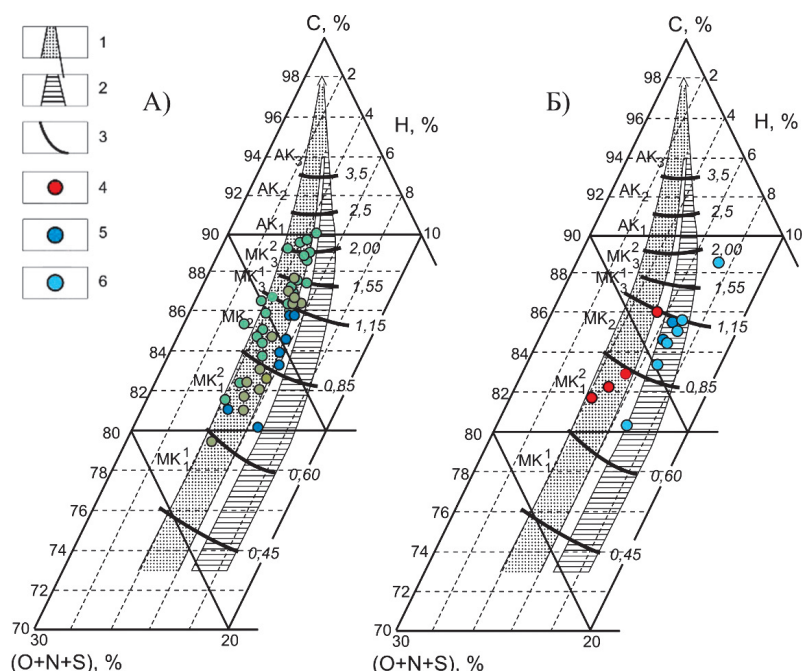 1
2
3
4
5
6
А)
C, %
H, %
98
96
94
92
90
88
86
84
82
80
78
76
74
72
70
2
4
6
8
10
АК₃
АК₂
АК₁
МК₃²
МК₃¹
МК₂
МК₁²
МК₁¹
3,5
2,5
2,00
1,55
1,15
0,85
0,60
0,45
30
20
(O+N+S), %
Б)
C, %
H, %
98
96
94
92
90
88
86
84
82
80
78
76
74
72
70
2
4
6
8
10
АК₃
АК₂
АК₁
МК₃²
МК₃¹
МК₂
МК₁²
МК₁¹
3,5
2,5
2,00
1,55
1,15
0,85
0,60
0,45
30
20
(O+N+S), %